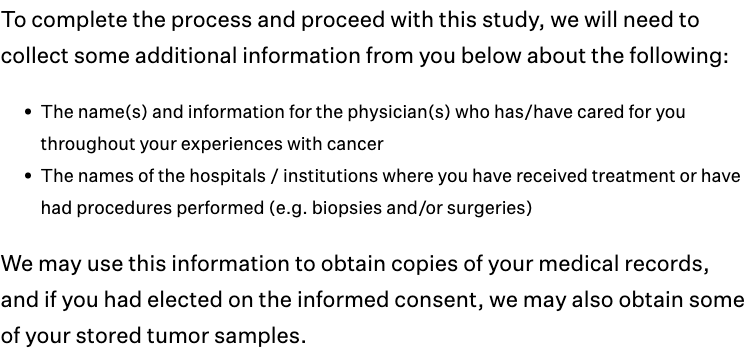 To complete the process and proceed with this study, we will need to
collect some additional information from you below about the following:
• The name(s) and information for the physician(s) who has/have cared for you
throughout your experiences with cancer
• The names of the hospitals / institutions where you have received treatment or have
had procedures performed (e.g. biopsies and/or surgeries)
We may use this information to obtain copies of your medical records,
and if you had elected on the informed consent, we may also obtain some
of your stored tumor samples.